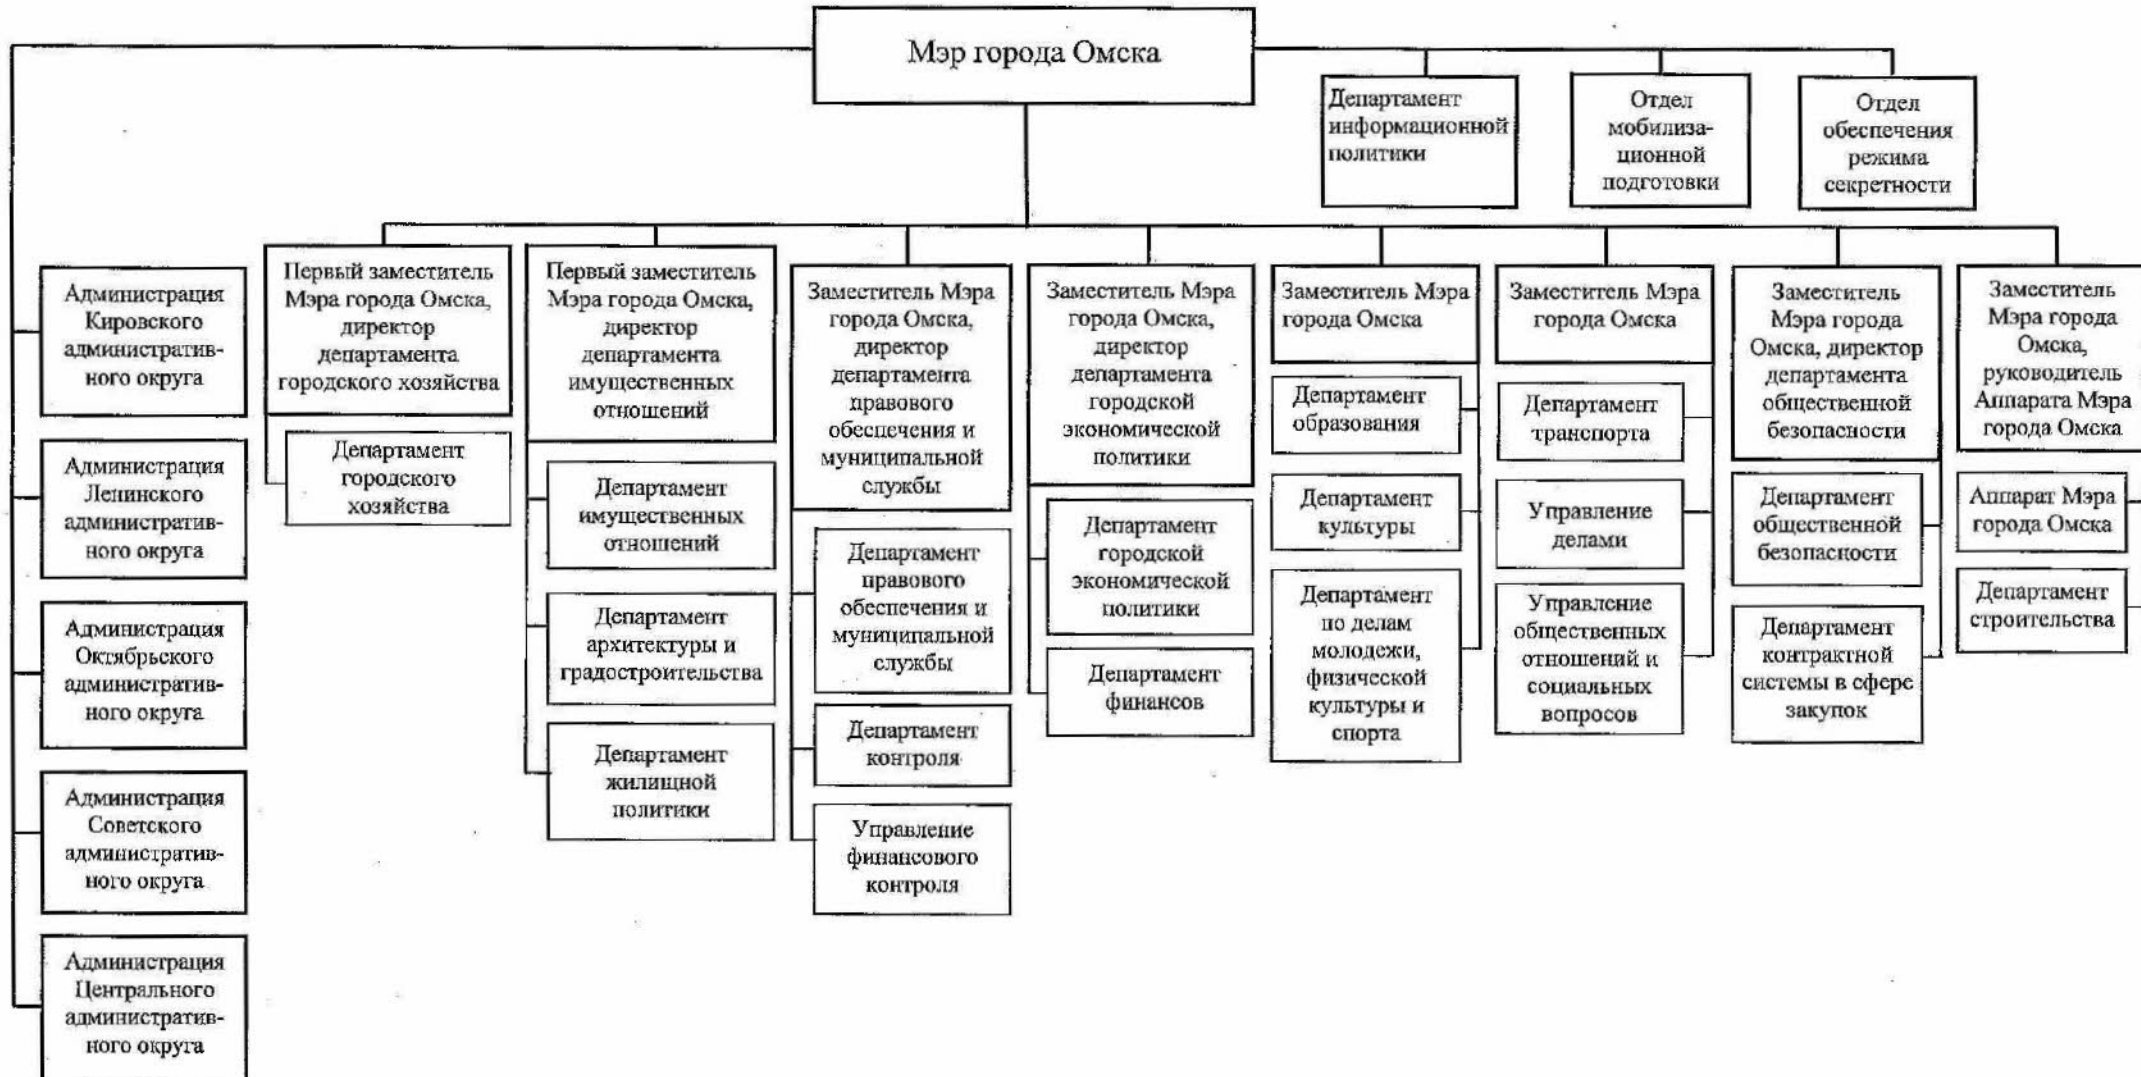 Мэр города Омска
Департамент
информационной
политики
Отдел
мобилиза-
ционной
подготовки
Отдел
обеспечения
режима
секретности
Администрация
Кировского
административ-
ного округа
Администрация
Ленинского
административ-
ного округа
Администрация
Октябрьского
административ-
ного округа
Администрация
Советского
административ-
ного округа
Администрация
Центрального
административ-
ного округа
Первый заместитель
Мэра города Омска,
директор
департамента
городского хозяйства
Департамент
городского
хозяйства
Первый заместитель
Мэра города Омска,
директор
департамента
имущественных
отношений
Департамент
имущественных
отношений
Департамент
архитектуры и
градостроительства
Департамент
жилищной
политики
Заместитель Мэра
города Омска,
директор
департамента
правового
обеспечения и
муниципальной
службы
Департамент
правового
обеспечения и
муниципальной
службы
Департамент
контроля
Управление
финансового
контроля
Заместитель Мэра
города Омска,
директор
департамента
городской
экономической
политики
Департамент
городской
экономической
политики
Департамент
финансов
Заместитель Мэра
города Омска
Департамент
образования
Департамент
культуры
Департамент
по делам
молодежи,
физической
культуры и
спорта
Заместитель Мэра
города Омска
Департамент
транспорта
Управление
делами
Управление
общественных
отношений и
социальных
вопросов
Заместитель
Мэра города
Омска, директор
департамента
общественной
безопасности
Департамент
общественной
безопасности
Департамент
контрактной
системы в сфере
закупок
Заместитель
Мэра города
Омска,
руководитель
Аппарата Мэра
города Омска
Аппарат Мэра
города Омска
Департамент
строительства